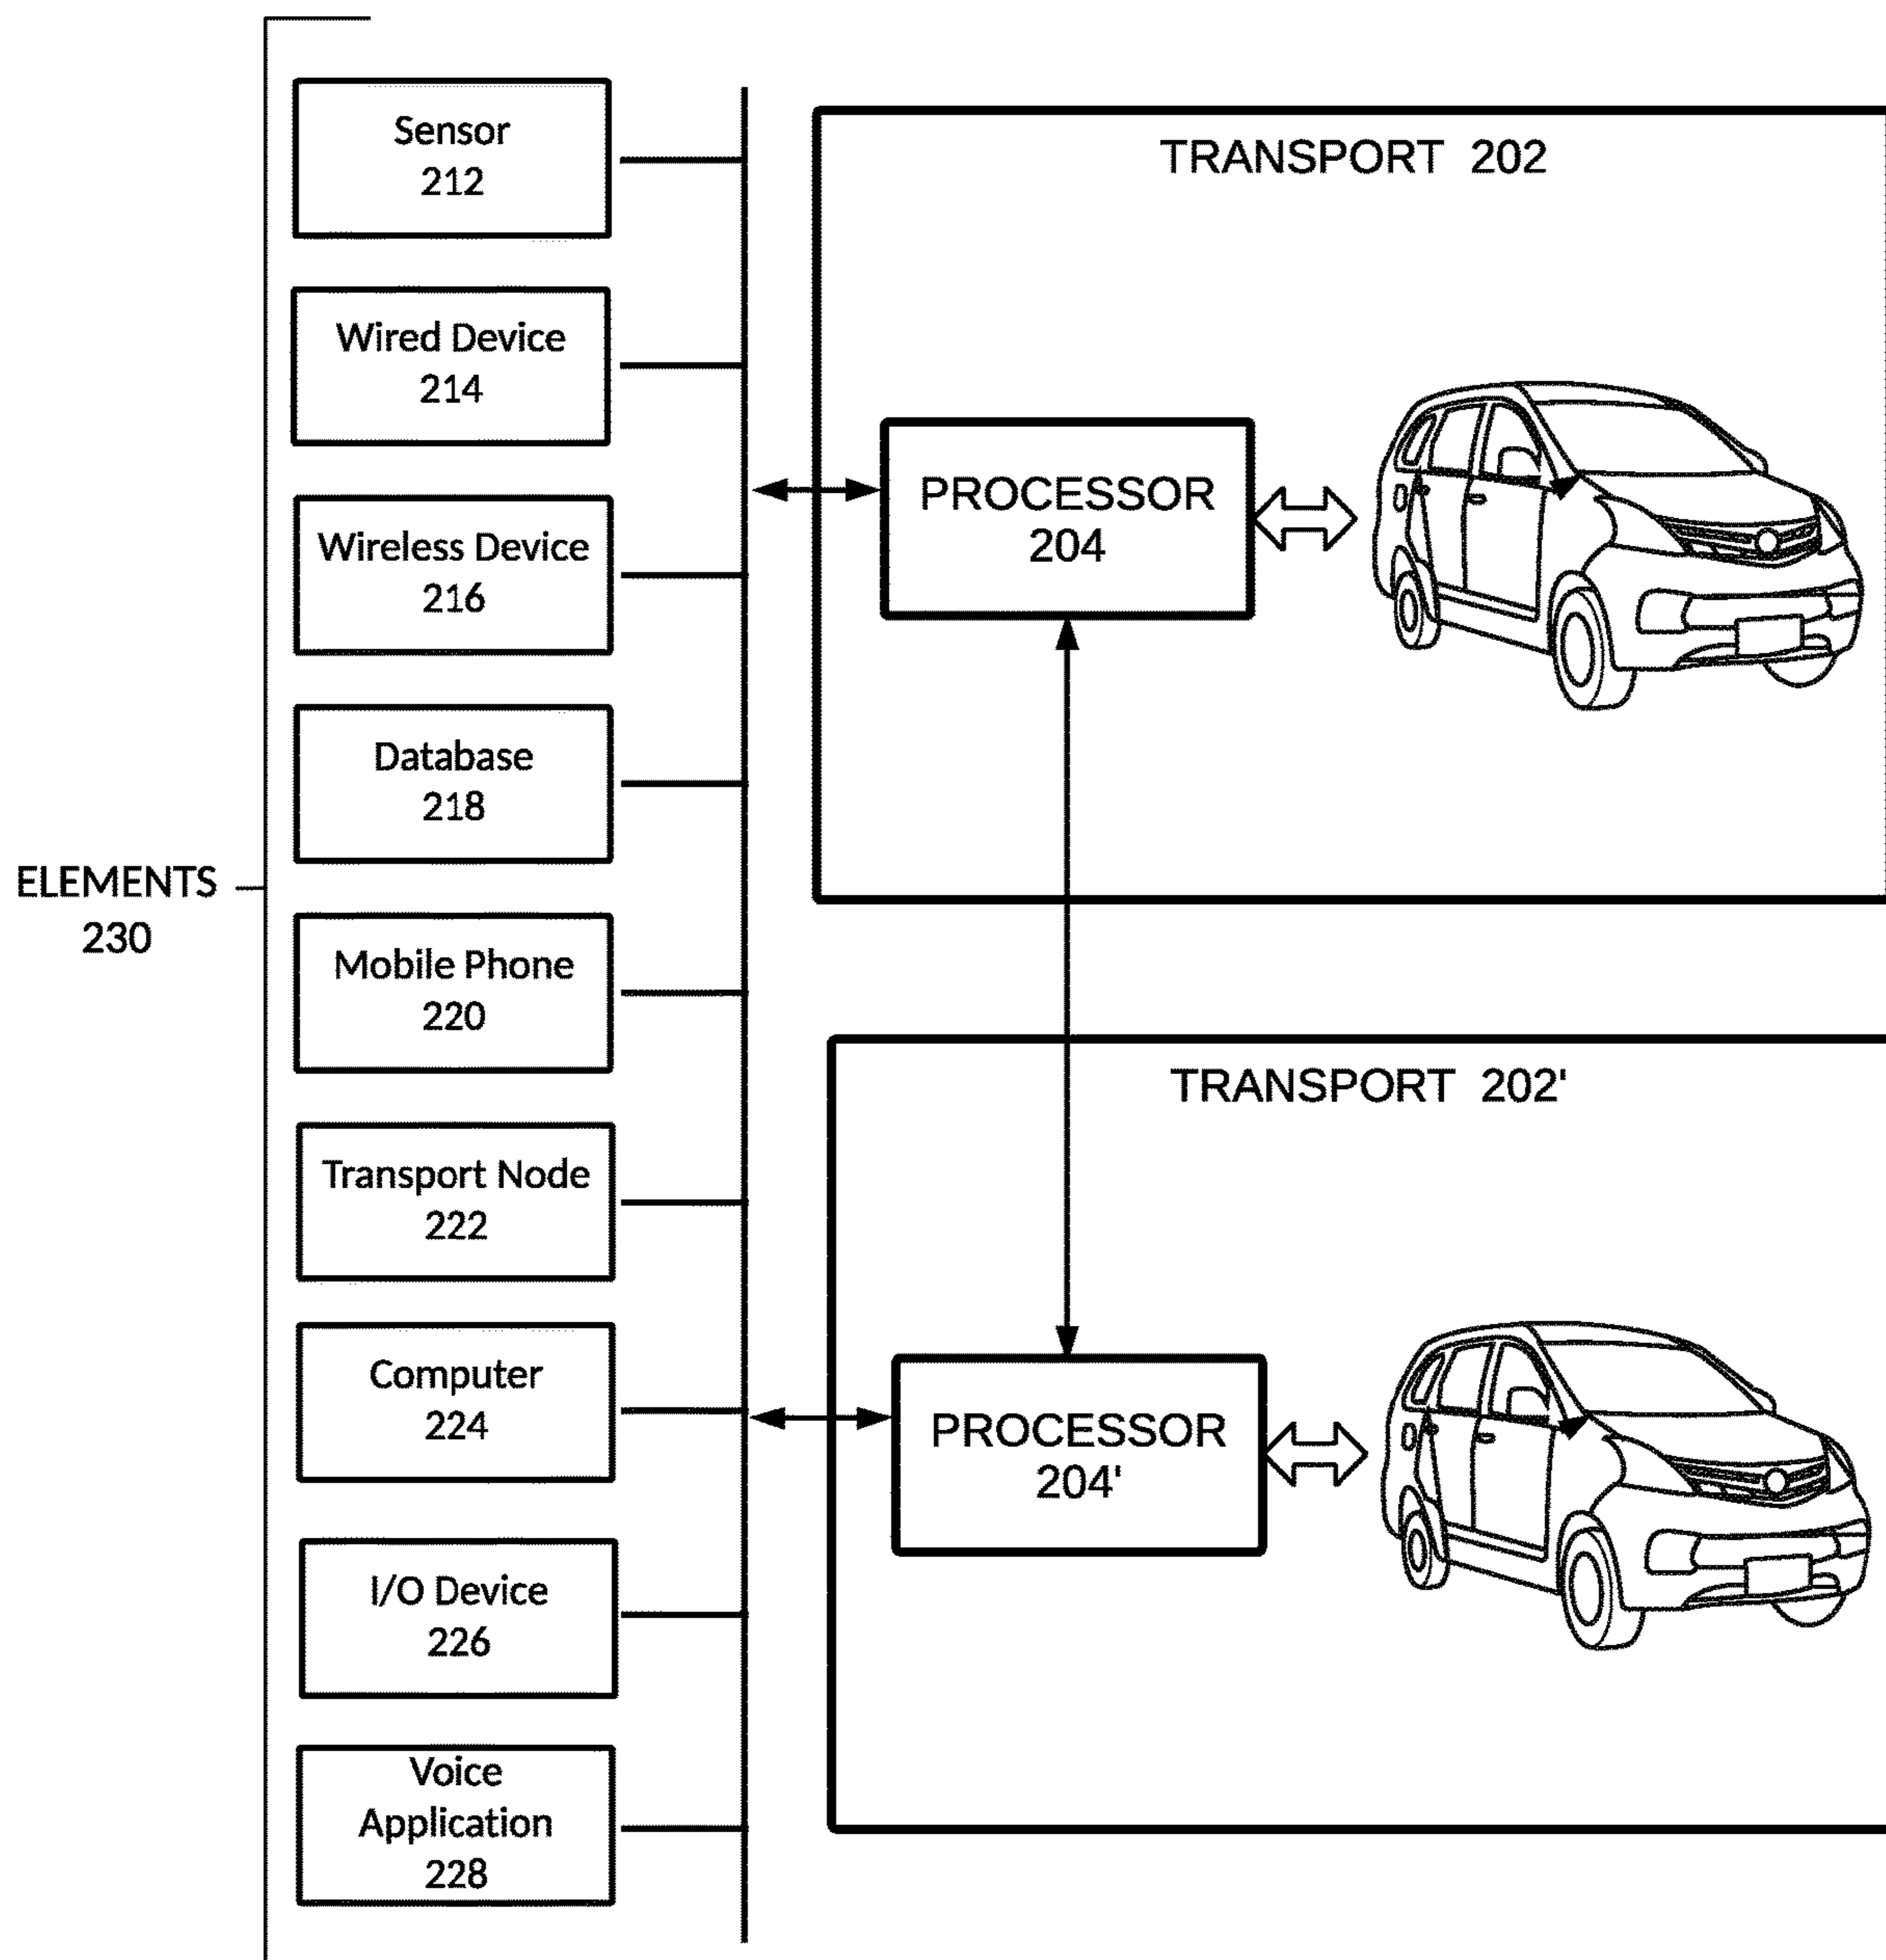 Sensor
212
Wired Device
214
Wireless Device
216
Database
218
ELEMENTS
230
Mobile Phone
220
Transport Node
222
Computer
224
I/O Device
226
Voice
Application
228
TRANSPORT 202
PROCESSOR
204
TRANSPORT 202'
PROCESSOR
204'